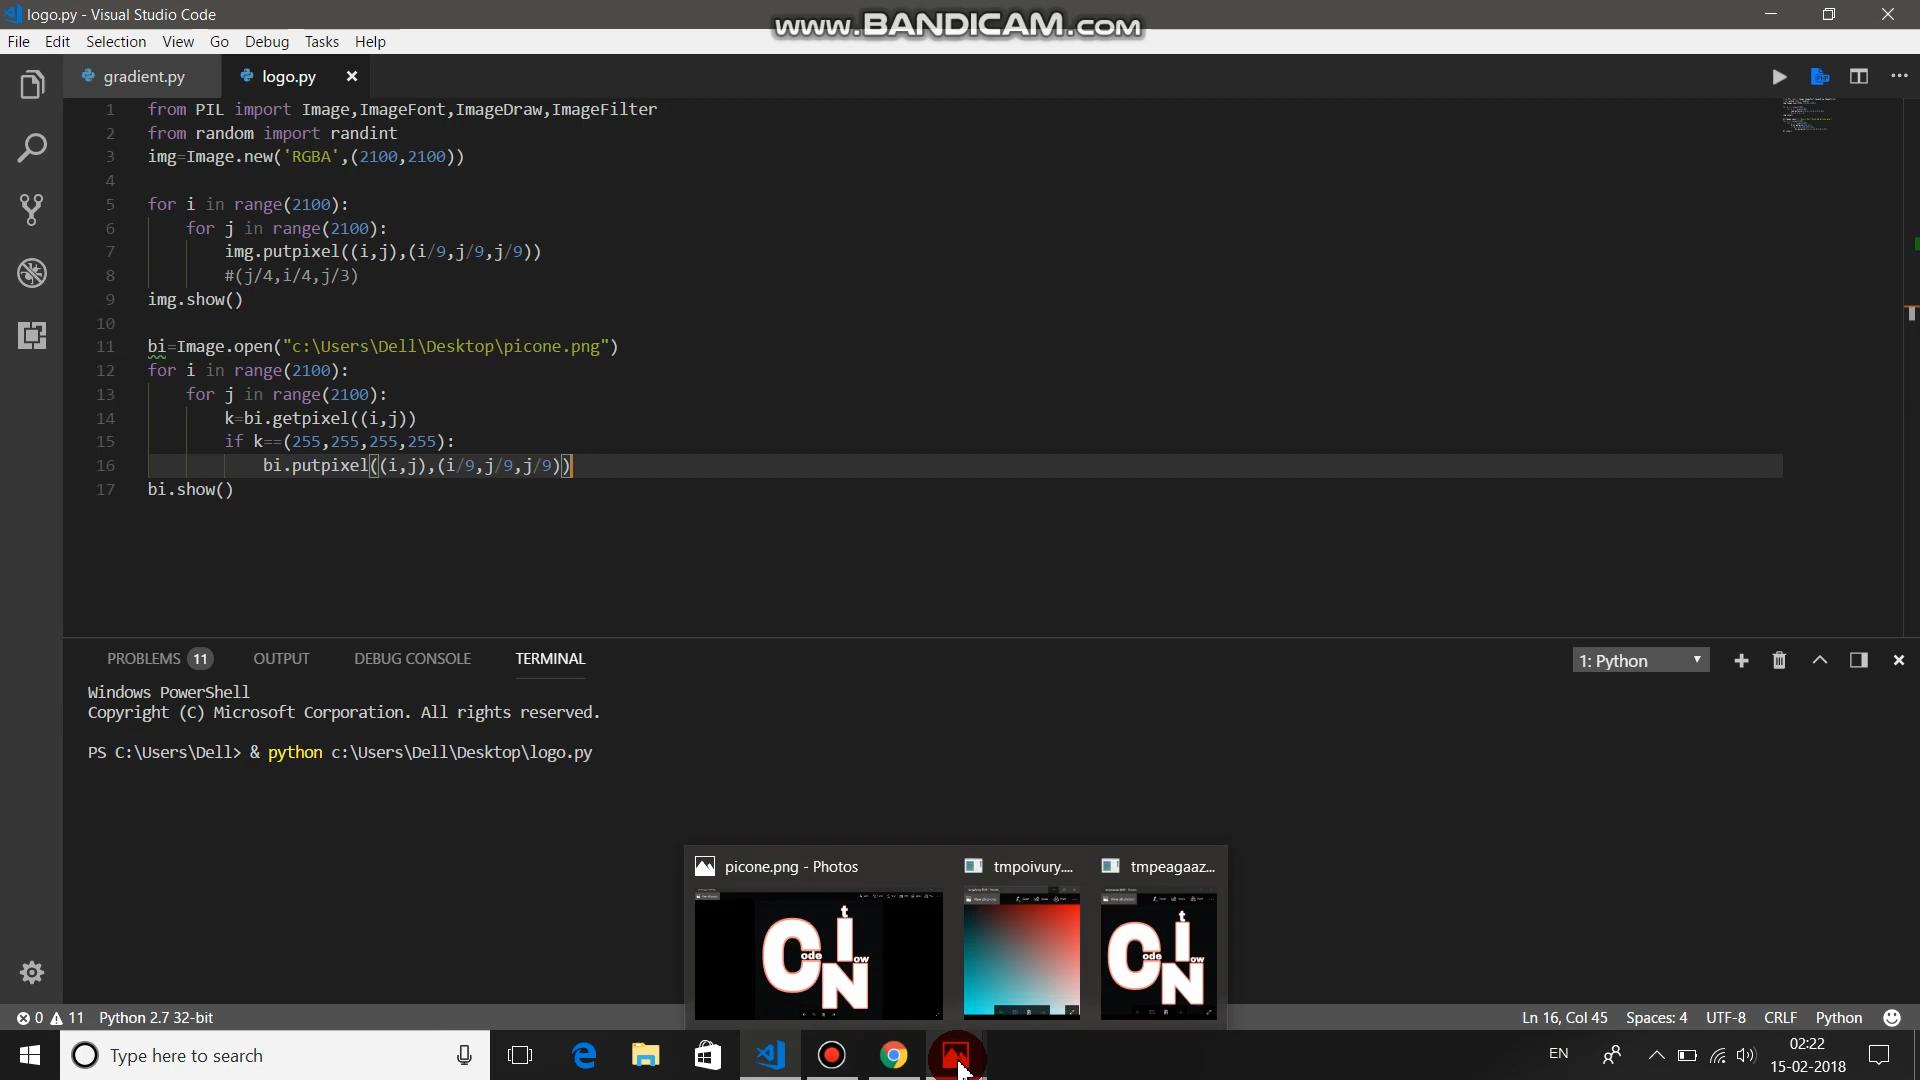 logo.py - Visual Studio Code
www.BANDICAM.com
File Edit Selection View Go Debug Tasks Help
gradient.py logo.py
1 from PIL import Image,ImageFont,ImageDraw,ImageFilter
2 from random import randint
3 img=Image.new('RGBA',(2100,2100))
4
5 for i in range(2100):
6 for j in range(2100):
7 img.putpixel((i,j),(i/9,j/9,j/9))
8 #(j/4,i/4,j/3)
9 img.show()
10
11 bi=Image.open("c:\Users\Dell\Desktop\picone.png")
12 for i in range(2100):
13 for j in range(2100):
14 k=bi.getpixel((i,j))
15 if k==(255,255,255,255):
16 bi.putpixel((i,j),(i/9,j/9,j/9))
17 bi.show()
PROBLEMS 11 OUTPUT DEBUG CONSOLE TERMINAL 1: Python
Windows PowerShell
Copyright (C) Microsoft Corporation. All rights reserved.
PS C:\Users\Dell> & python c:\Users\Dell\Desktop\logo.py
picone.png - Photos tmpoivury.... tmpeagaaz...
Code It Now
Code It Now
0 11 Python 2.7 32-bit Ln 16, Col 45 Spaces: 4 UTF-8 CRLF Python
Type here to search EN 02:22
15-02-2018